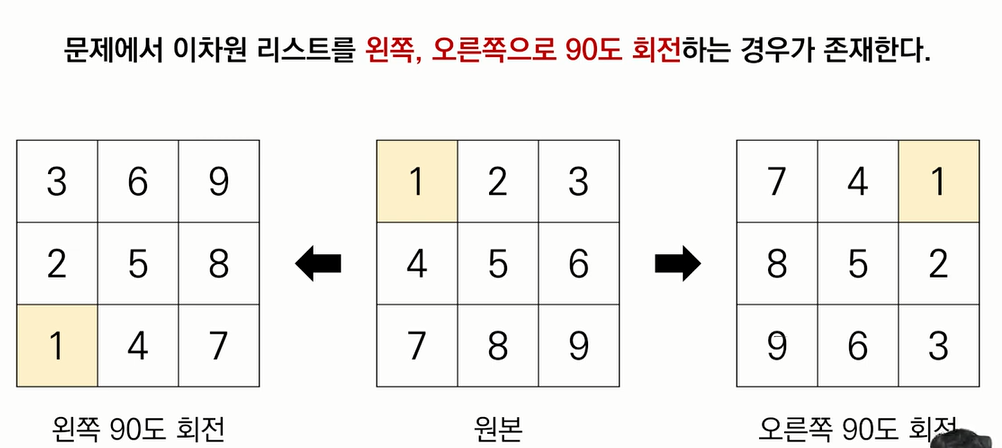 문제에서 이차원 리스트를 왼쪽, 오른쪽으로 90도 회전하는 경우가 존재한다.
3 6 9
2 5 8
1 4 7
왼쪽 90도 회전
1 2 3
4 5 6
7 8 9
원본
7 4 1
8 5 2
9 6 3
오른쪽 90도 회전